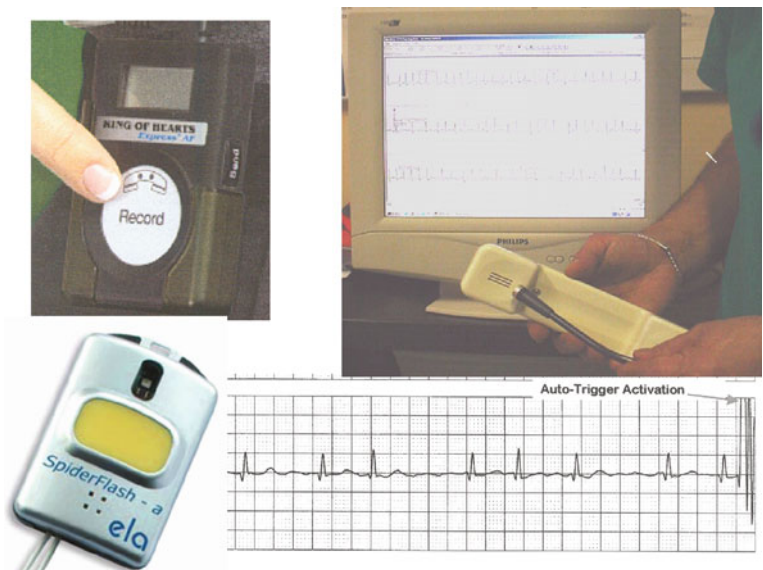 KING OF HEARTS
Express AF
Send
Record
PHILIPS
Auto-Trigger Activation
SpiderFlash - a
ela